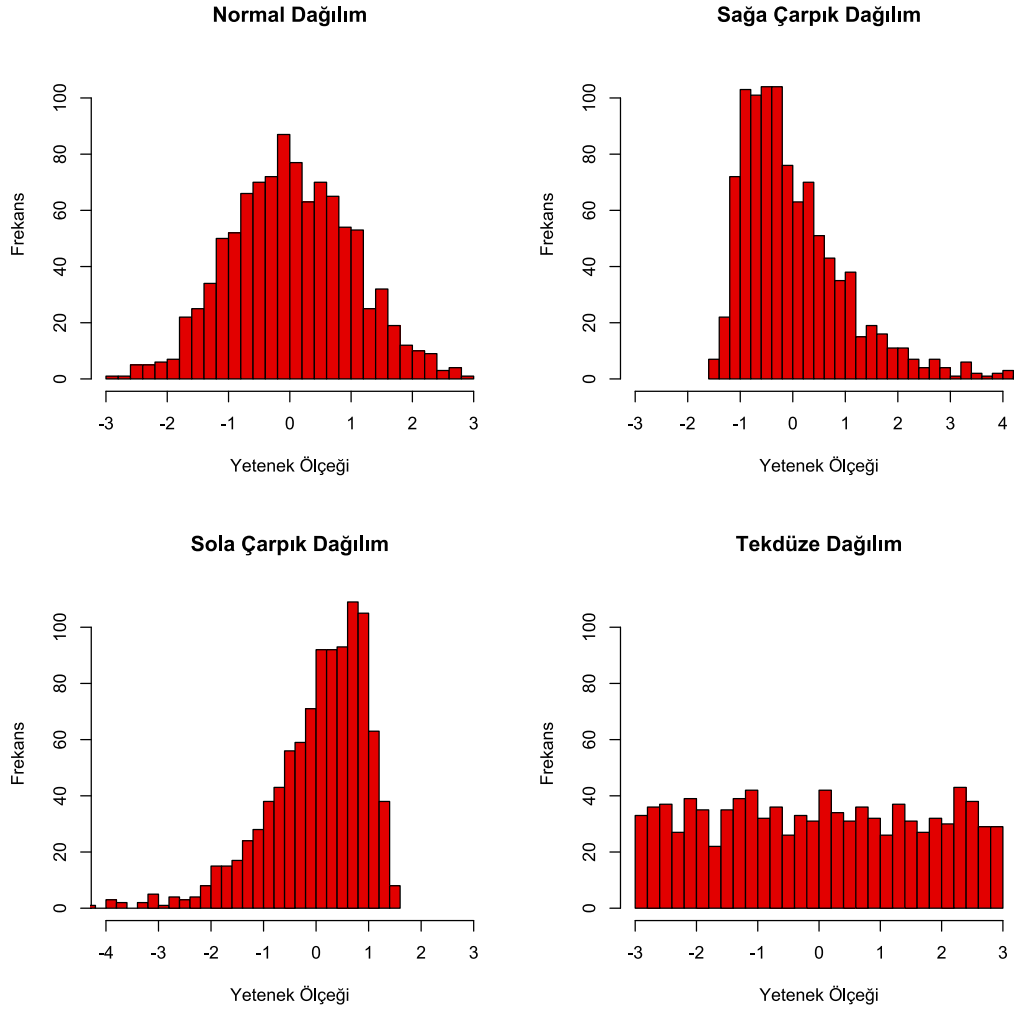 Normal Dağılım
Frekans
0 20 40 60 80 100
-3 -2 -1 0 1 2 3
Yetenek Ölçeği
Sağa Çarpık Dağılım
Frekans
0 20 40 60 80 100
-3 -2 -1 0 1 2 3 4
Yetenek Ölçeği
Sola Çarpık Dağılım
Frekans
0 20 40 60 80 100
-4 -3 -2 -1 0 1 2 3
Yetenek Ölçeği
Tekdüze Dağılım
Frekans
0 20 40 60 80 100
-3 -2 -1 0 1 2 3
Yetenek Ölçeği